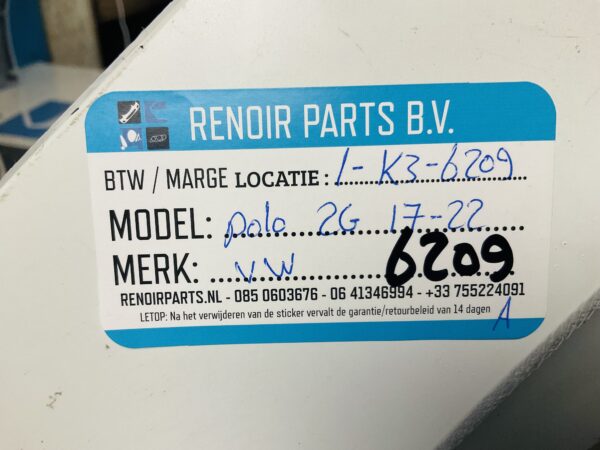 RENOIR PARTS B.V.
BTW / MARGE LOCATIE : 1-K3-6209
MODEL: polo 2G 17-22
MERK: VW 6209
RENOIRPARTS.NL - 085 0603676 - 06 41346994 - +33 755224091
LETOP: Na het verwijderen van de sticker vervalt de garantie/retourbeleid van 14 dagen
A